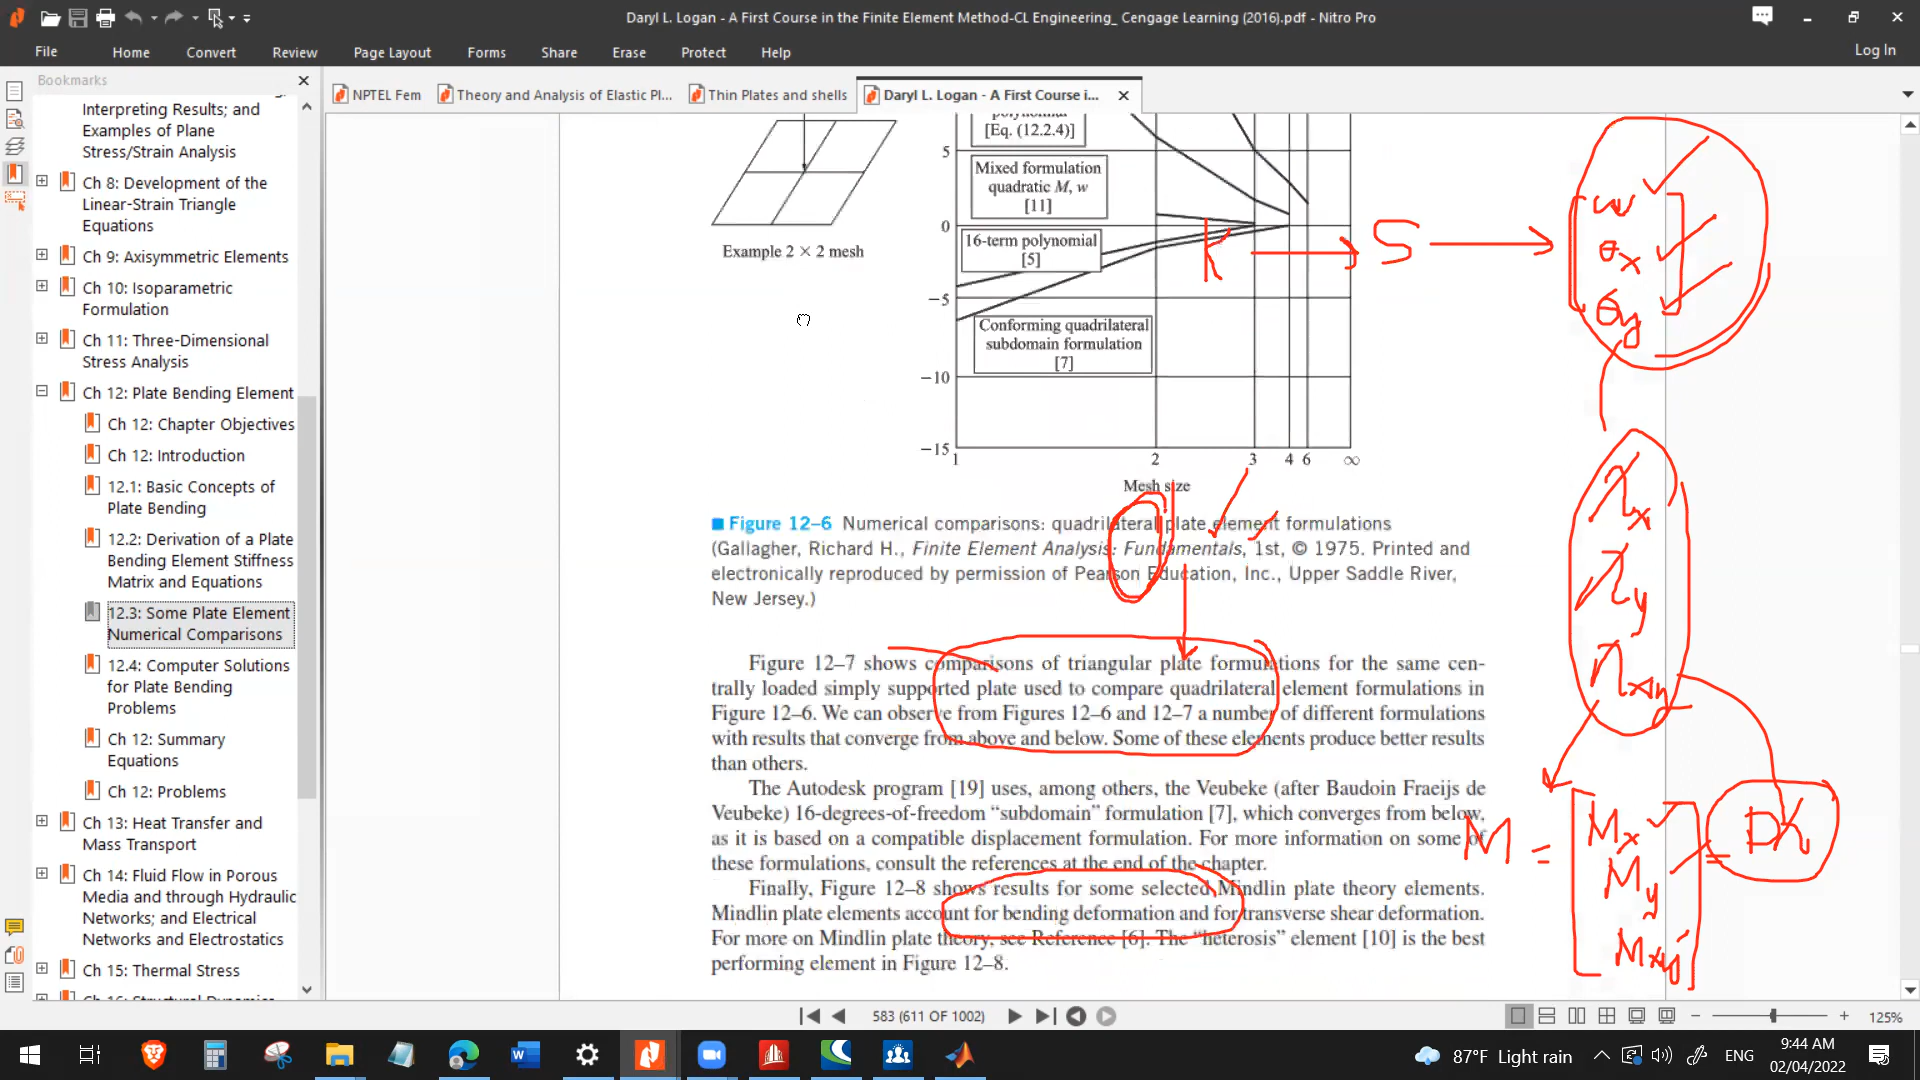 Daryl L. Logan - A First Course in the Finite Element Method-CL Engineering_ Cengage Learning (2016).pdf - Nitro Pro
File Home Convert Review Page Layout Forms Share Erase Protect Help Log In
Bookmarks
NPTEL Fem
Theory and Analysis of Elastic Pl...
Thin Plates and shells
Daryl L. Logan - A First Course i...
Interpreting Results; and
Examples of Plane
Stress/Strain Analysis
Ch 8: Development of the
Linear-Strain Triangle
Equations
Ch 9: Axisymmetric Elements
Ch 10: Isoparametric
Formulation
Ch 11: Three-Dimensional
Stress Analysis
Ch 12: Plate Bending Element
Ch 12: Chapter Objectives
Ch 12: Introduction
12.1: Basic Concepts of
Plate Bending
12.2: Derivation of a Plate
Bending Element Stiffness
Matrix and Equations
12.3: Some Plate Element
Numerical Comparisons
12.4: Computer Solutions
for Plate Bending
Problems
Ch 12: Summary
Equations
Ch 12: Problems
Ch 13: Heat Transfer and
Mass Transport
Ch 14: Fluid Flow in Porous
Media and through Hydraulic
Networks; and Electrical
Networks and Electrostatics
Ch 15: Thermal Stress
Ch 16: Structural Dynamics
Example 2 × 2 mesh
polynomial
[Eq. (12.2.4)]
5
Mixed formulation
quadratic M, w
[11]
0
16-term polynomial
[5]
−5
Conforming quadrilateral
subdomain formulation
[7]
−10
−15
1 2 3 4 6 ∞
Mesh size
K S
w
θx
θy
Mx
My
Mxy
M =
= DK
Figure 12–6 Numerical comparisons: quadrilateral plate element formulations
(Gallagher, Richard H., Finite Element Analysis: Fundamentals, 1st, © 1975. Printed and
electronically reproduced by permission of Pearson Education, Inc., Upper Saddle River,
New Jersey.)
Figure 12–7 shows comparisons of triangular plate formulations for the same cen-
trally loaded simply supported plate used to compare quadrilateral element formulations in
Figure 12–6. We can observe from Figures 12–6 and 12–7 a number of different formulations
with results that converge from above and below. Some of these elements produce better results
than others.
The Autodesk program [19] uses, among others, the Veubeke (after Baudoin Fraeijs de
Veubeke) 16-degrees-of-freedom “subdomain” formulation [7], which converges from below,
as it is based on a compatible displacement formulation. For more information on some of
these formulations, consult the references at the end of the chapter.
Finally, Figure 12–8 shows results for some selected Mindlin plate theory elements.
Mindlin plate elements account for bending deformation and for transverse shear deformation.
For more on Mindlin plate theory, see Reference [6]. The “heterosis” element [10] is the best
performing element in Figure 12–8.
583 (611 OF 1002)
125%
87°F Light rain
ENG
9:44 AM
02/04/2022